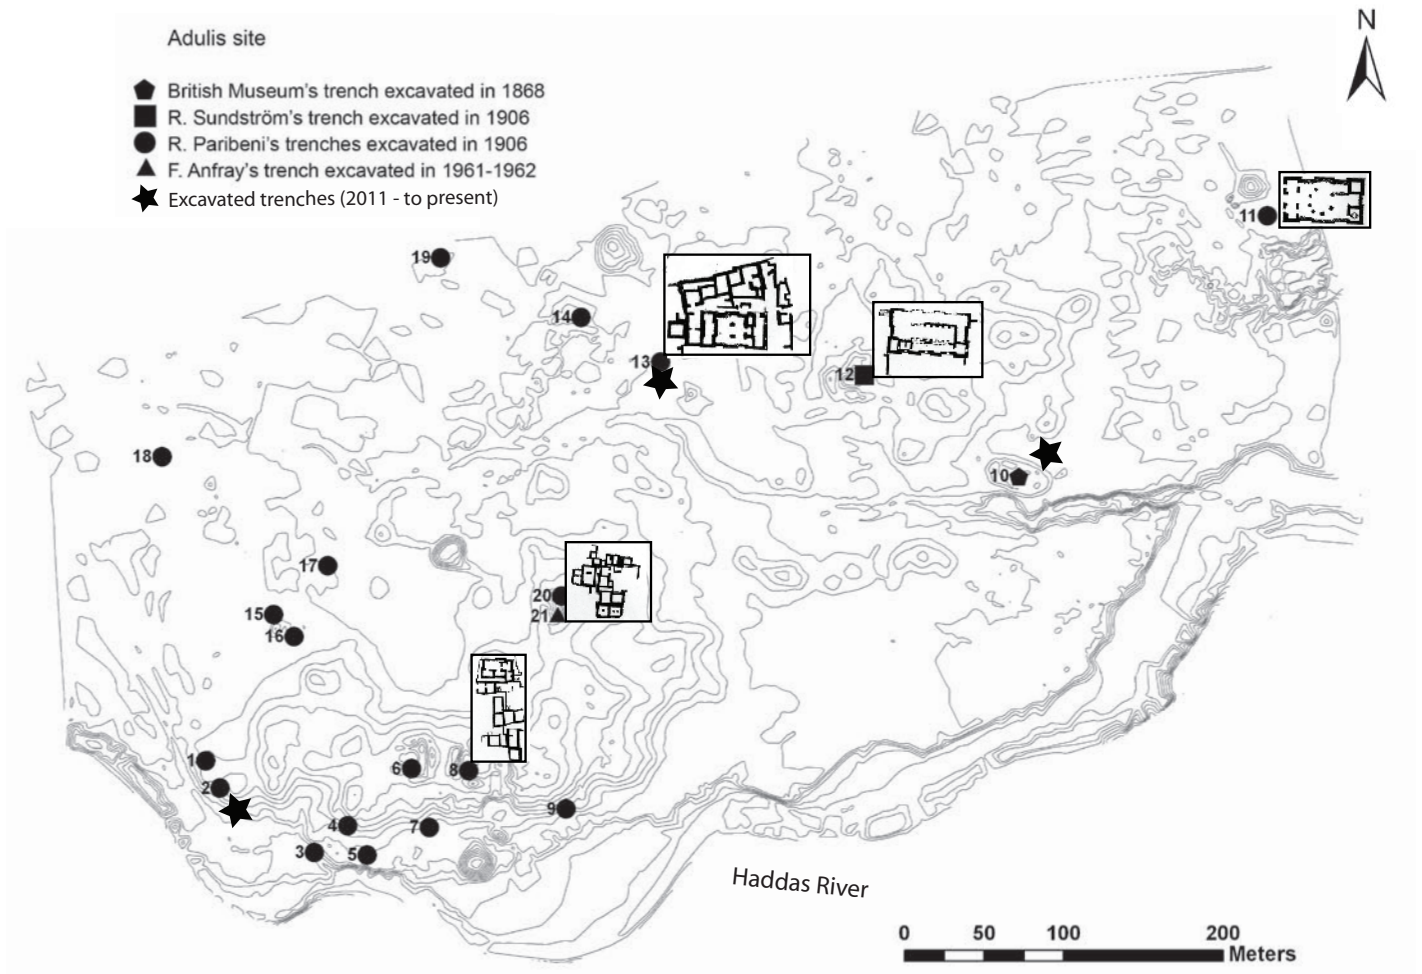 N
Adulis site
British Museum's trench excavated in 1868
R. Sundström's trench excavated in 1906
R. Paribeni's trenches excavated in 1906
F. Anfray's trench excavated in 1961-1962
Excavated trenches (2011 - to present)
11
19
14
13
12
18
10
17
20
15
21
16
1
6
8
2
9
4
7
3
5
Haddas River
0 50 100 200
Meters